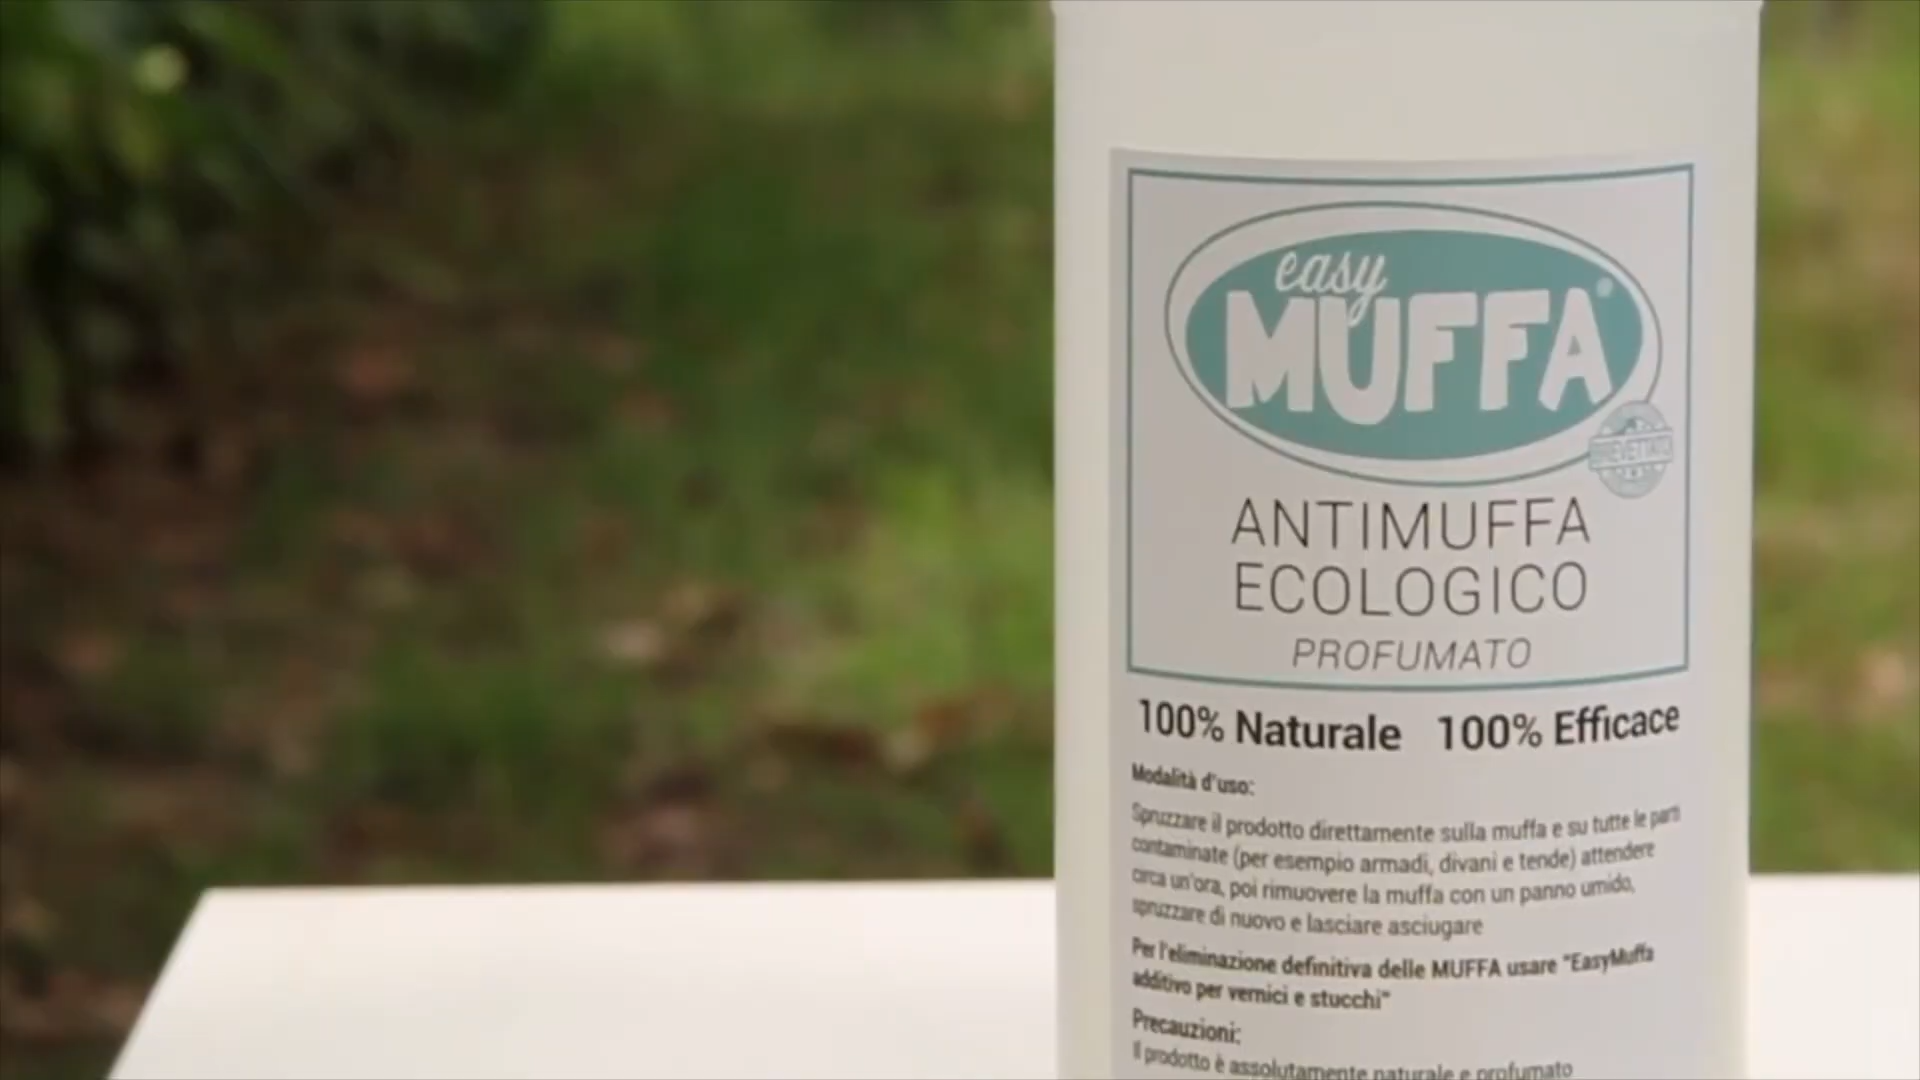 easy
MUFFA®
BREVETTATO
ANTIMUFFA
ECOLOGICO
PROFUMATO
100% Naturale 100% Efficace
Modalità d'uso:
Spruzzare il prodotto direttamente sulla muffa e su tutte le parti
contaminate (per esempio armadi, divani e tende) attendere
circa un'ora, poi rimuovere la muffa con un panno umido,
spruzzare di nuovo e lasciare asciugare
Per l'eliminazione definitiva delle MUFFA usare "EasyMuffa
additivo per vernici e stucchi"
Precauzioni:
Il prodotto è assolutamente naturale e profumato